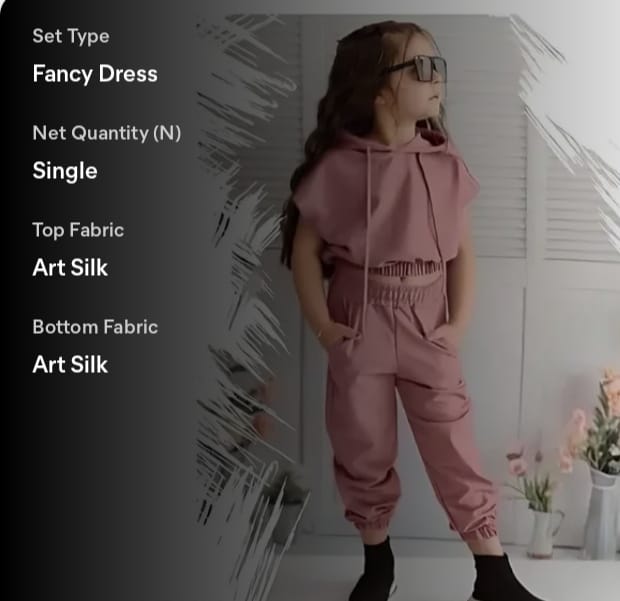 Set Type
Fancy Dress
Net Quantity (N)
Single
Top Fabric
Art Silk
Bottom Fabric
Art Silk